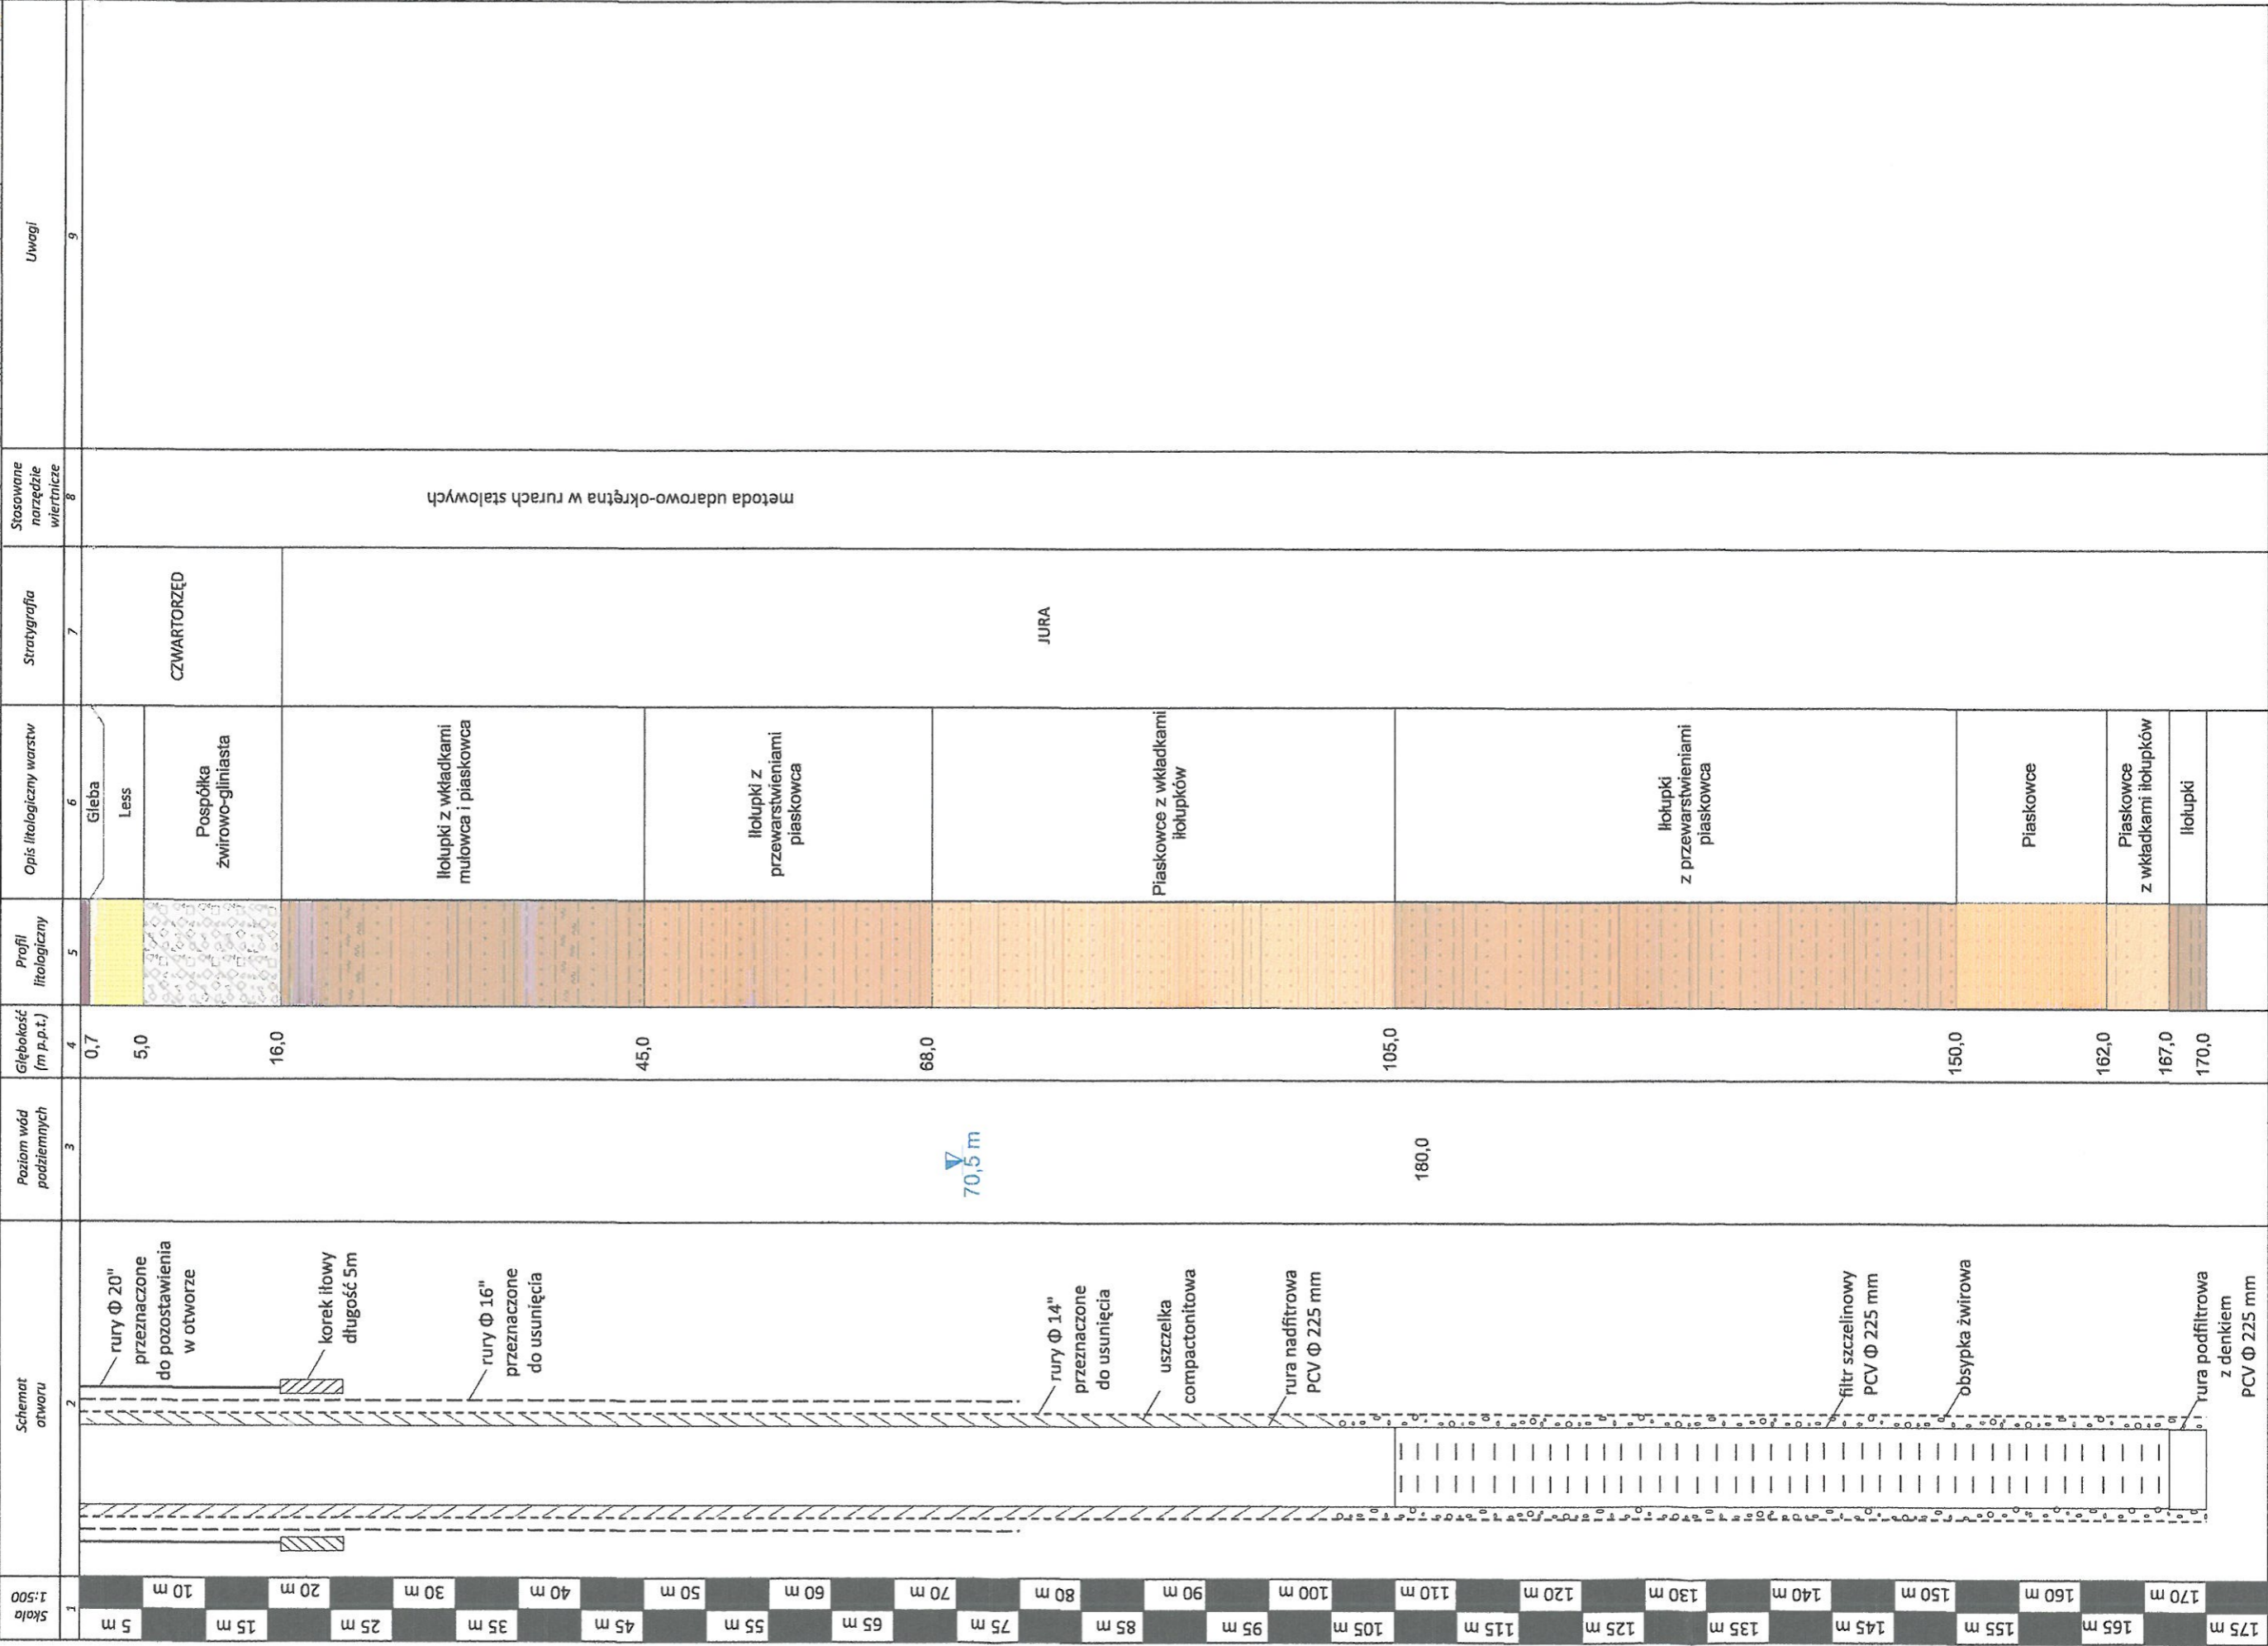 Skala
1:500
Schemat
otworu
Poziom wód
podziemnych
Głębokość
(m p.p.t.)
Profil
litologiczny
Opis litologiczny warstw
Stratygrafia
Stosowane
narzędzie
wiertnicze
Uwagi
1
2
3
4
5
6
7
8
9
5 m
10 m
15 m
20 m
25 m
30 m
35 m
40 m
45 m
50 m
55 m
60 m
65 m
70 m
75 m
80 m
85 m
90 m
95 m
100 m
105 m
110 m
115 m
120 m
125 m
130 m
135 m
140 m
145 m
150 m
155 m
160 m
165 m
170 m
175 m
rury Φ 20"
przeznaczone
do pozostawienia
w otworze
korek iłowy
długość 5m
rury Φ 16"
przeznaczone
do usunięcia
rury Φ 14"
przeznaczone
do usunięcia
uszczelka
compactonitowa
rura nadfitrowa
PCV Φ 225 mm
filtr szczelinowy
PCV Φ 225 mm
obsypka żwirowa
rura podfiltrowa
z denkiem
PCV Φ 225 mm
70,5 m
180,0
0,7
5,0
16,0
45,0
68,0
105,0
150,0
162,0
167,0
170,0
Gleba
Less
Pospółka
żwirowo-gliniasta
Iłołupki z wkładkami
mułowca i piaskowca
Iłołupki z
przewarstwieniami
piaskowca
Piaskowce z wkładkami
iłołupków
Iłołupki
z przewarstwieniami
piaskowca
Piaskowce
Piaskowce
z wkładkami iłołupków
Iłołupki
CZWARTORZĘD
JURA
metoda udarowo-okrętna w rurach stalowych